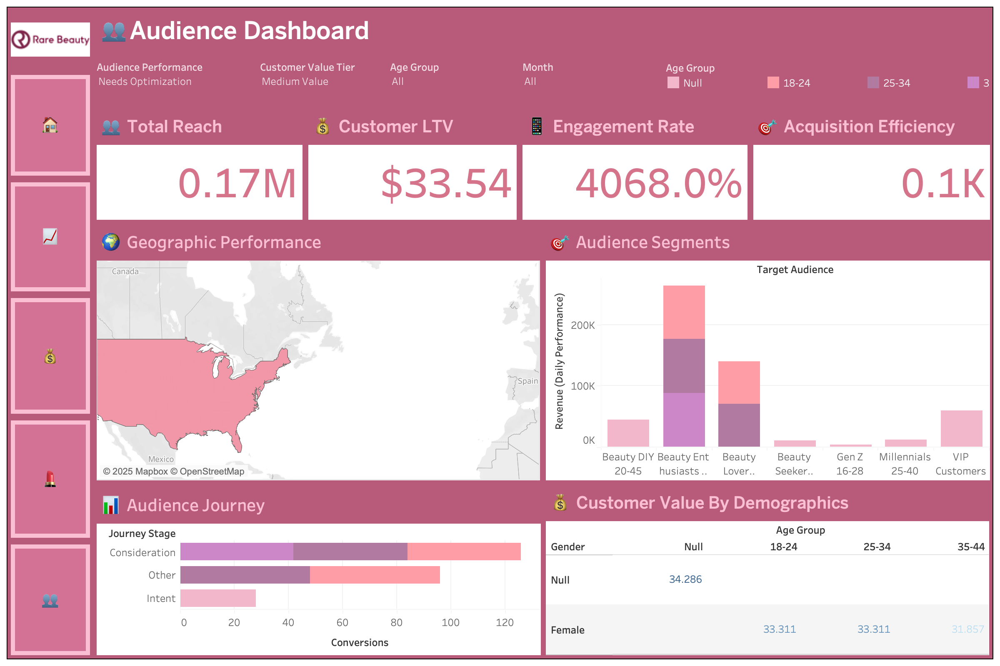 Rare Beauty
Audience Dashboard
Audience Performance
Needs Optimization
Customer Value Tier
Medium Value
Age Group
All
Month
All
Age Group
Null
18-24
25-34
3
Total Reach
Customer LTV
Engagement Rate
Acquisition Efficiency
0.17M
$33.54
4068.0%
0.1K
Geographic Performance
Canada
Spain
Mexico
© 2025 Mapbox © OpenStreetMap
Audience Segments
Target Audience
Revenue (Daily Performance)
200K
100K
0K
Beauty DIY
20-45
Beauty Ent
husiasts ..
Beauty
Lover..
Beauty
Seeker..
Gen Z
16-28
Millennials
25-40
VIP
Customers
Audience Journey
Journey Stage
Consideration
Other
Intent
0 20 40 60 80 100 120
Conversions
Customer Value By Demographics
Age Group
Gender Null 18-24 25-34 35-44
Null 34.286
Female 33.311 33.311 31.857